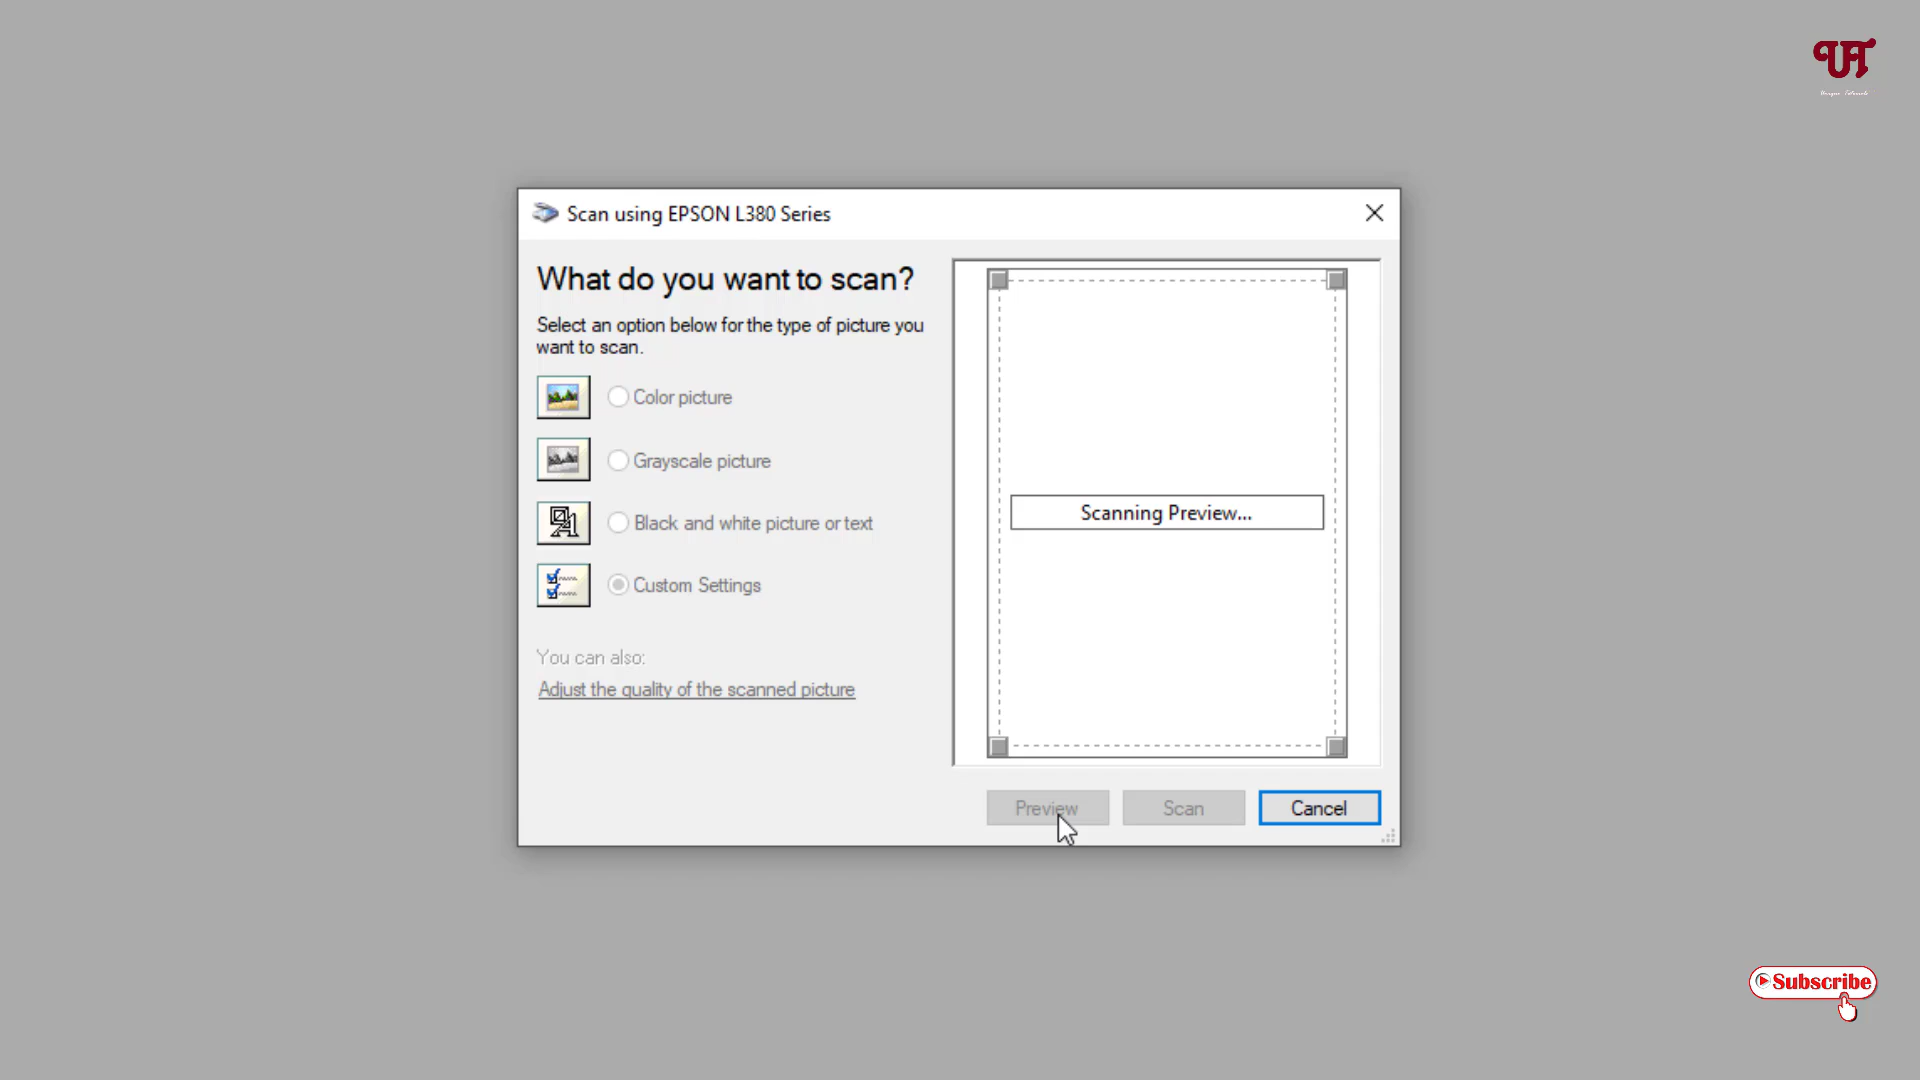 UT
Scan using EPSON L380 Series
What do you want to scan?
Select an option below for the type of picture you
want to scan.
Color picture
Grayscale picture
Black and white picture or text
Custom Settings
You can also:
Adjust the quality of the scanned picture
Scanning Preview...
Preview
Scan
Cancel
Subscribe